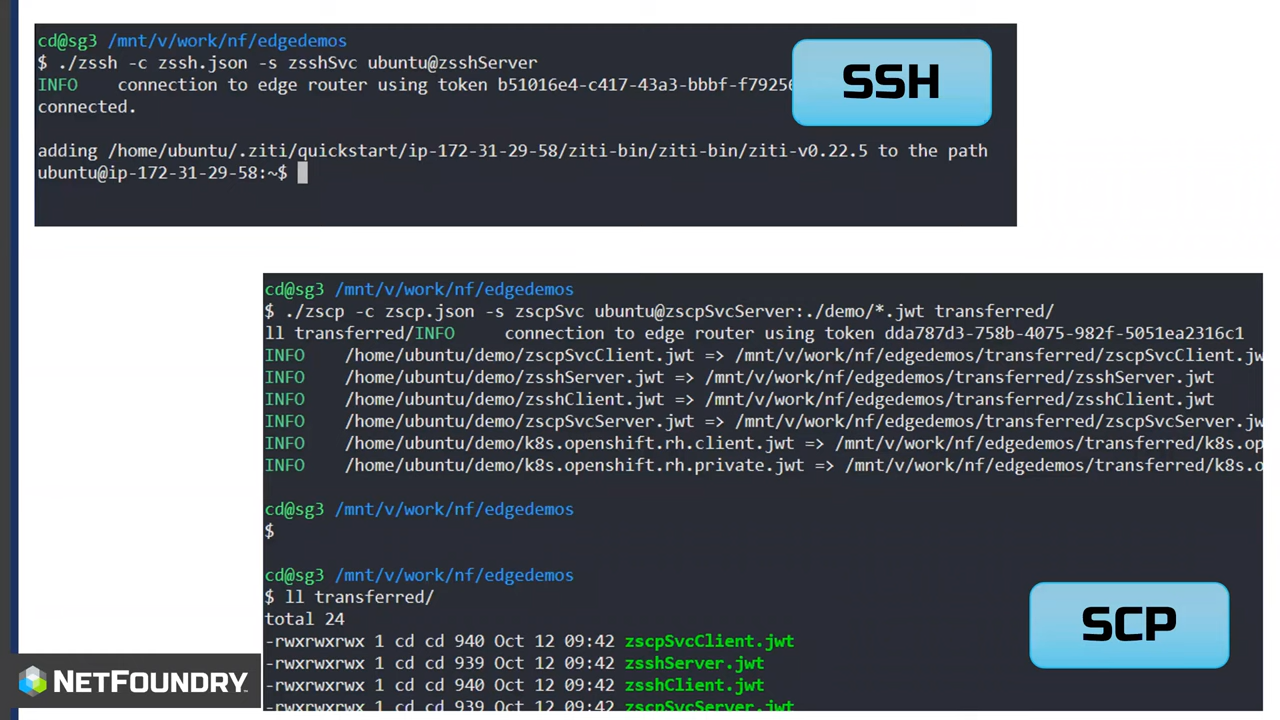 cd@sg3 /mnt/v/work/nf/edgedemos
$ ./zssh -c zssh.json -s zsshSvc ubuntu@zsshServer
INFO connection to edge router using token b51016e4-c417-43a3-bbbf-f7925
connected.
SSH
adding /home/ubuntu/.ziti/quickstart/ip-172-31-29-58/ziti-bin/ziti-bin/ziti-v0.22.5 to the path
ubuntu@ip-172-31-29-58:~$
cd@sg3 /mnt/v/work/nf/edgedemos
$ ./zscp -c zscp.json -s zscpSvc ubuntu@zscpSvcServer:./demo/*.jwt transferred/
ll transferred/INFO connection to edge router using token dda787d3-758b-4075-982f-5051ea2316c1
INFO /home/ubuntu/demo/zscpSvcClient.jwt => /mnt/v/work/nf/edgedemos/transferred/zscpSvcClient.jw
INFO /home/ubuntu/demo/zsshServer.jwt => /mnt/v/work/nf/edgedemos/transferred/zsshServer.jwt
INFO /home/ubuntu/demo/zsshClient.jwt => /mnt/v/work/nf/edgedemos/transferred/zsshClient.jwt
INFO /home/ubuntu/demo/zscpSvcServer.jwt => /mnt/v/work/nf/edgedemos/transferred/zscpSvcServer.jw
INFO /home/ubuntu/demo/k8s.openshift.rh.client.jwt => /mnt/v/work/nf/edgedemos/transferred/k8s.op
INFO /home/ubuntu/demo/k8s.openshift.rh.private.jwt => /mnt/v/work/nf/edgedemos/transferred/k8s.o
cd@sg3 /mnt/v/work/nf/edgedemos
$
cd@sg3 /mnt/v/work/nf/edgedemos
$ ll transferred/
total 24
-rwxrwxrwx 1 cd cd 940 Oct 12 09:42 zscpSvcClient.jwt
-rwxrwxrwx 1 cd cd 939 Oct 12 09:42 zsshServer.jwt
-rwxrwxrwx 1 cd cd 940 Oct 12 09:42 zsshClient.jwt
-rwxrwxrwx 1 cd cd 939 Oct 12 09:42 zscpSvcServer.jwt
SCP
NETFOUNDRY